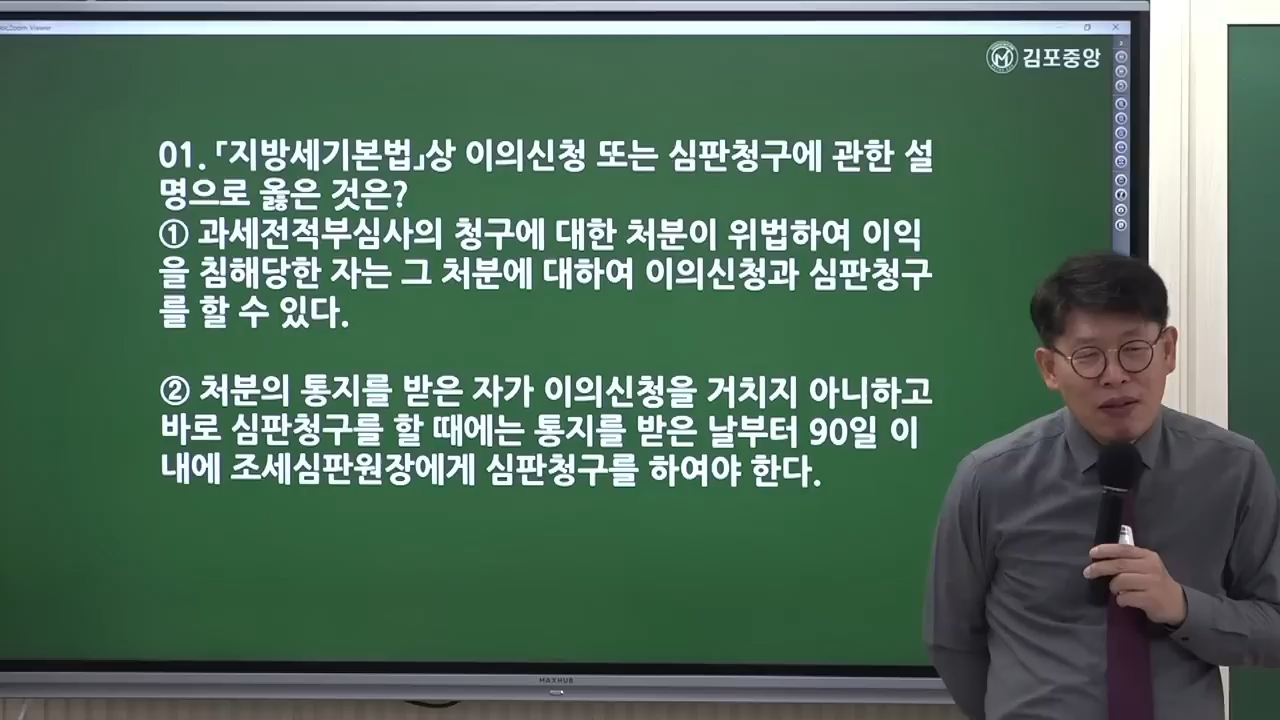 김포중앙
01. 「지방세기본법」상 이의신청 또는 심판청구에 관한 설
명으로 옳은 것은?
① 과세전적부심사의 청구에 대한 처분이 위법하여 이익
을 침해당한 자는 그 처분에 대하여 이의신청과 심판청구
를 할 수 있다.
② 처분의 통지를 받은 자가 이의신청을 거치지 아니하고
바로 심판청구를 할 때에는 통지를 받은 날부터 90일 이
내에 조세심판원장에게 심판청구를 하여야 한다.
MAXHUB